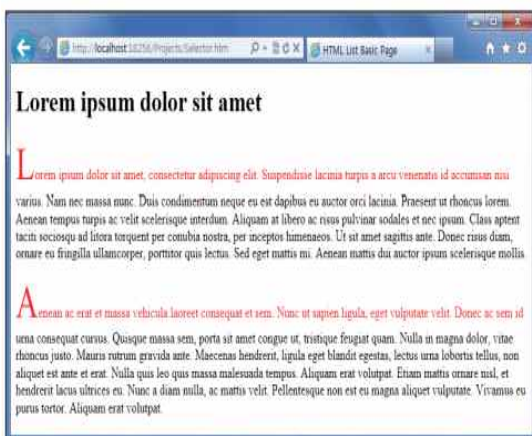 http://localhost:18256/Projects/Selector.htm
HTML List Basic Page
Lorem ipsum dolor sit amet
Lorem ipsum dolor sit amet, consectetur adipiscing elit. Suspendisse lacinia turpis a arcu venenatis id accumsan nisi
varius. Nam nec massa nunc. Duis condimentum neque eu est dapibus eu auctor orci lacinia. Praesent ut rhoncus lorem.
Aenean tempus turpis ac velit scelerisque interdum. Aliquam at libero ac risus pulvinar sodales et nec ipsum. Class aptent
taciti sociosqu ad litora torquent per conubia nostra, per inceptos himenaeos. Ut sit amet sagittis ante. Donec risus diam,
ornare eu fringilla ullamcorper, porttitor quis lectus. Sed eget mattis mi. Aenean mattis dui auctor ipsum scelerisque mollis.
Aenean ac erat et massa vehicula laoreet consequat et sem. Nunc ut sapien ligula, eget vulputate velit. Donec ac sem id
urna consequat cursus. Quisque massa sem, porta sit amet congue ut, tristique feugiat quam. Nulla in magna dolor, vitae
rhoncus justo. Mauris rutrum gravida ante. Maecenas hendrerit, ligula eget blandit egestas, lectus urna lobortis tellus, non
aliquet est ante et erat. Nulla quis leo quis massa malesuada tempus. Aliquam erat volutpat. Etiam mattis ornare nisl, et
hendrerit lacus ultrices eu. Nunc a diam nulla, ac mattis velit. Pellentesque non est eu magna aliquet vulputate. Vivamus eu
purus tortor. Aliquam erat volutpat.